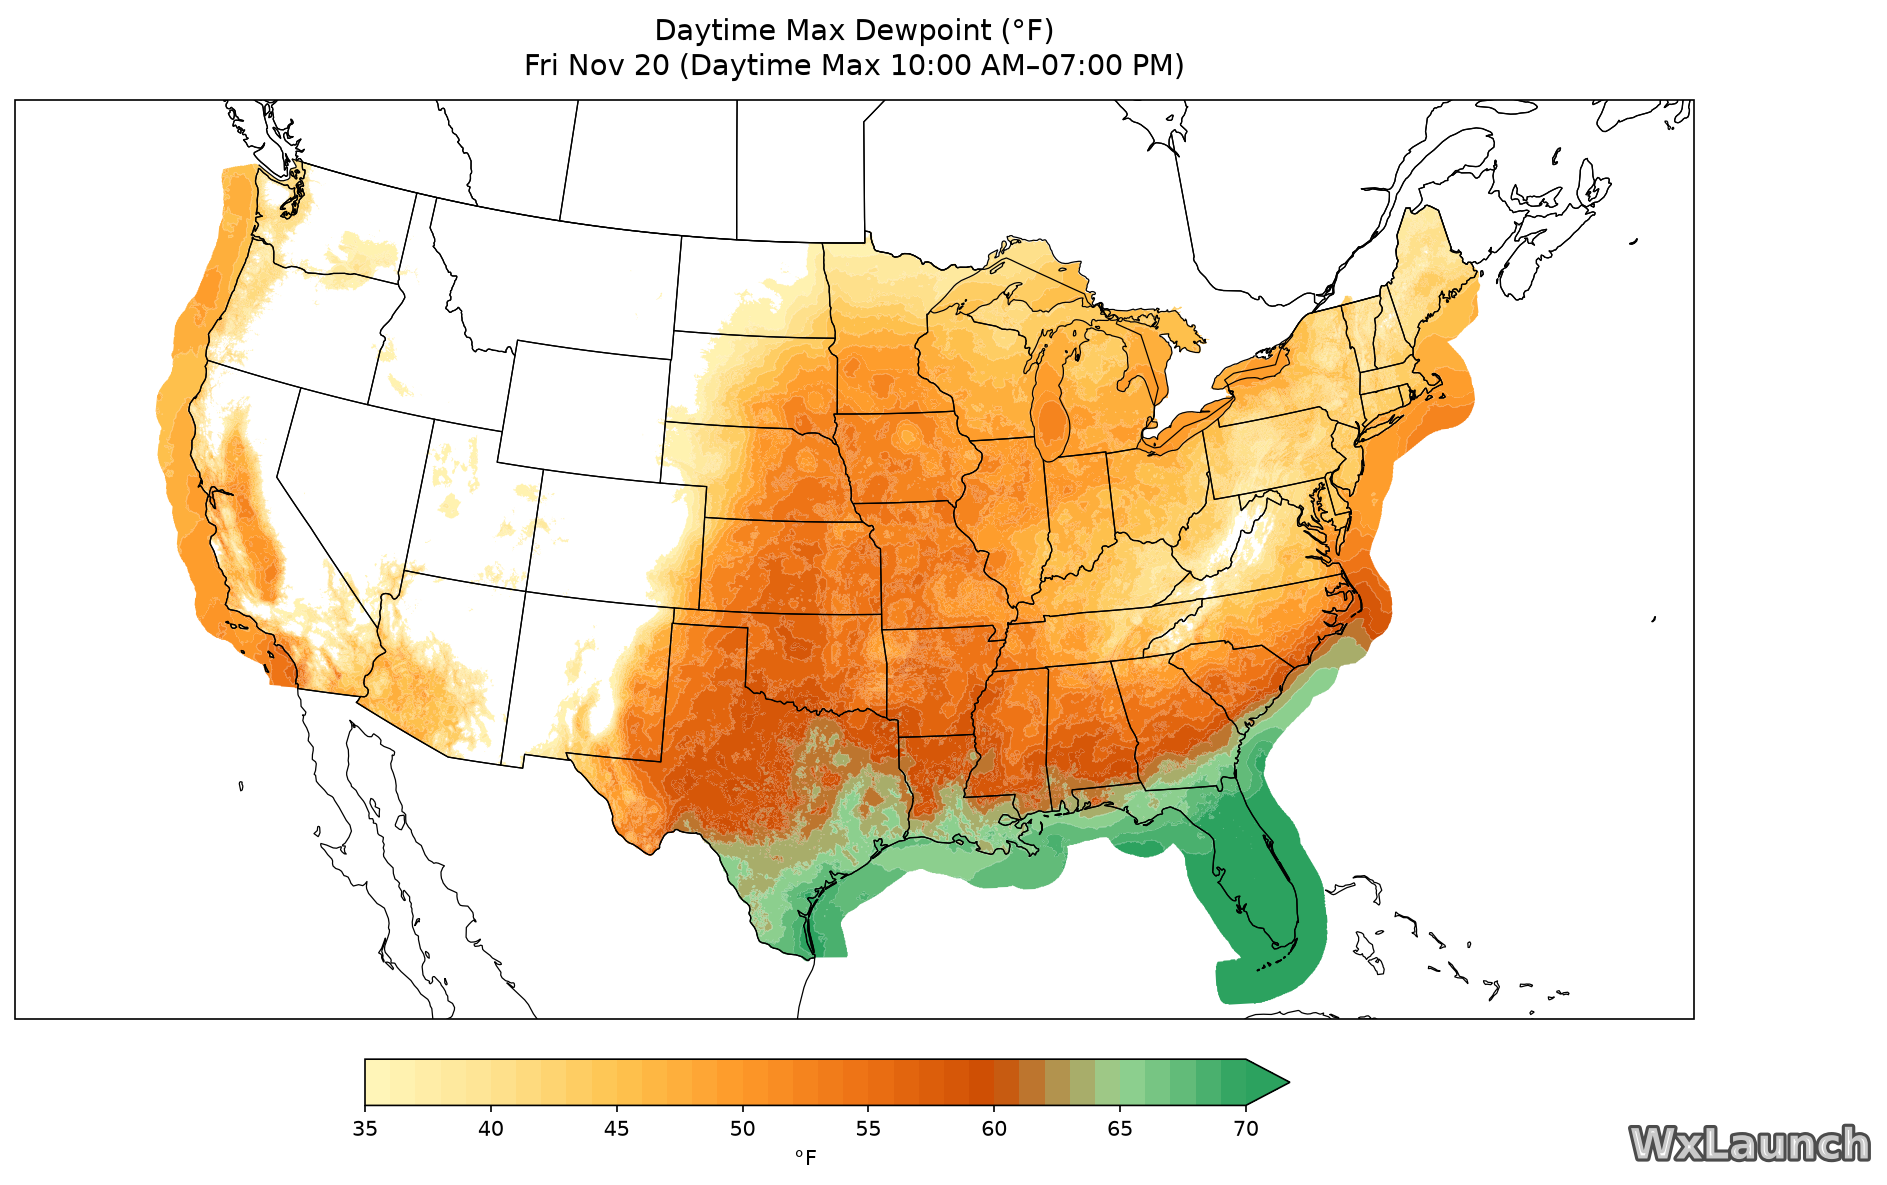 Daytime Max Dewpoint (°F)
Fri Nov 20 (Daytime Max 10:00 AM–07:00 PM)
35 40 45 50 55 60 65 70
°F
WxLaunch